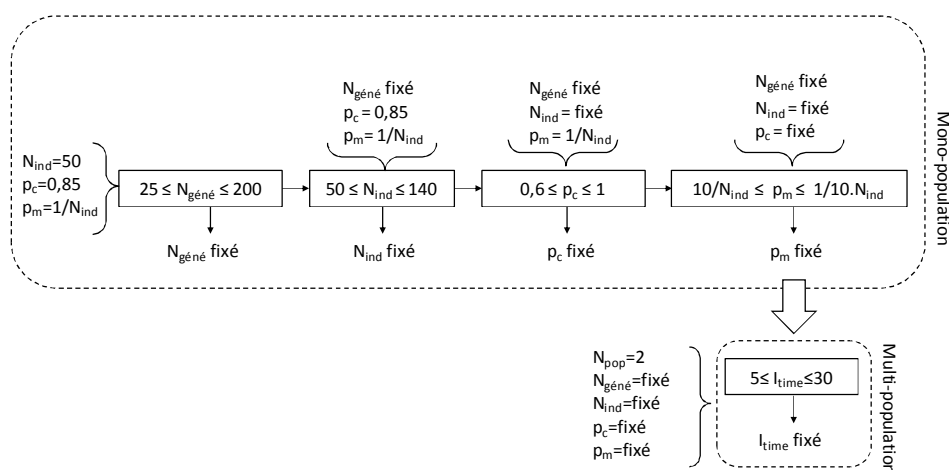 N_ind=50
p_c=0,85
p_m=1/N_ind
25 ≤ N_géné ≤ 200
N_géné fixé
N_géné fixé
p_c = 0,85
p_m = 1/N_ind
50 ≤ N_ind ≤ 140
N_ind fixé
N_géné fixé
N_ind = fixé
p_m = 1/N_ind
0,6 ≤ p_c ≤ 1
p_c fixé
N_géné fixé
N_ind = fixé
p_c = fixé
10/N_ind ≤ p_m ≤ 1/10.N_ind
p_m fixé
Mono-population
N_pop=2
N_géné=fixé
N_ind=fixé
p_c=fixé
p_m=fixé
5≤ I_time ≤30
I_time fixé
Multi-population